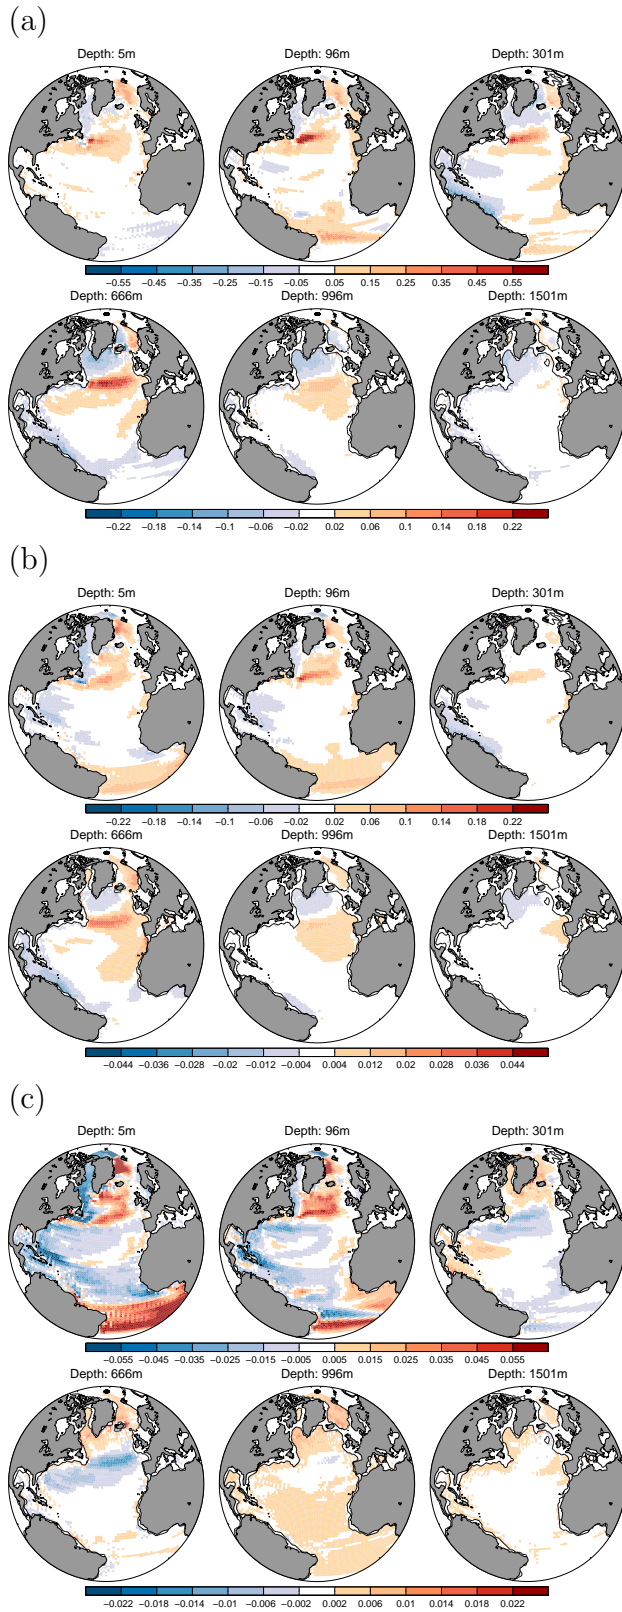 (a)
Depth: 5m Depth: 96m Depth: 301m
−0.55 −0.45 −0.35 −0.25 −0.15 −0.05 0.05 0.15 0.25 0.35 0.45 0.55
Depth: 666m Depth: 996m Depth: 1501m
−0.22 −0.18 −0.14 −0.1 −0.06 −0.02 0.02 0.06 0.1 0.14 0.18 0.22
(b)
Depth: 5m Depth: 96m Depth: 301m
−0.22 −0.18 −0.14 −0.1 −0.06 −0.02 0.02 0.06 0.1 0.14 0.18 0.22
Depth: 666m Depth: 996m Depth: 1501m
−0.044 −0.036 −0.028 −0.02 −0.012 −0.004 0.004 0.012 0.02 0.028 0.036 0.044
(c)
Depth: 5m Depth: 96m Depth: 301m
−0.055 −0.045 −0.035 −0.025 −0.015 −0.005 0.005 0.015 0.025 0.035 0.045 0.055
Depth: 666m Depth: 996m Depth: 1501m
−0.022 −0.018 −0.014 −0.01 −0.006 −0.002 0.002 0.006 0.01 0.014 0.018 0.022